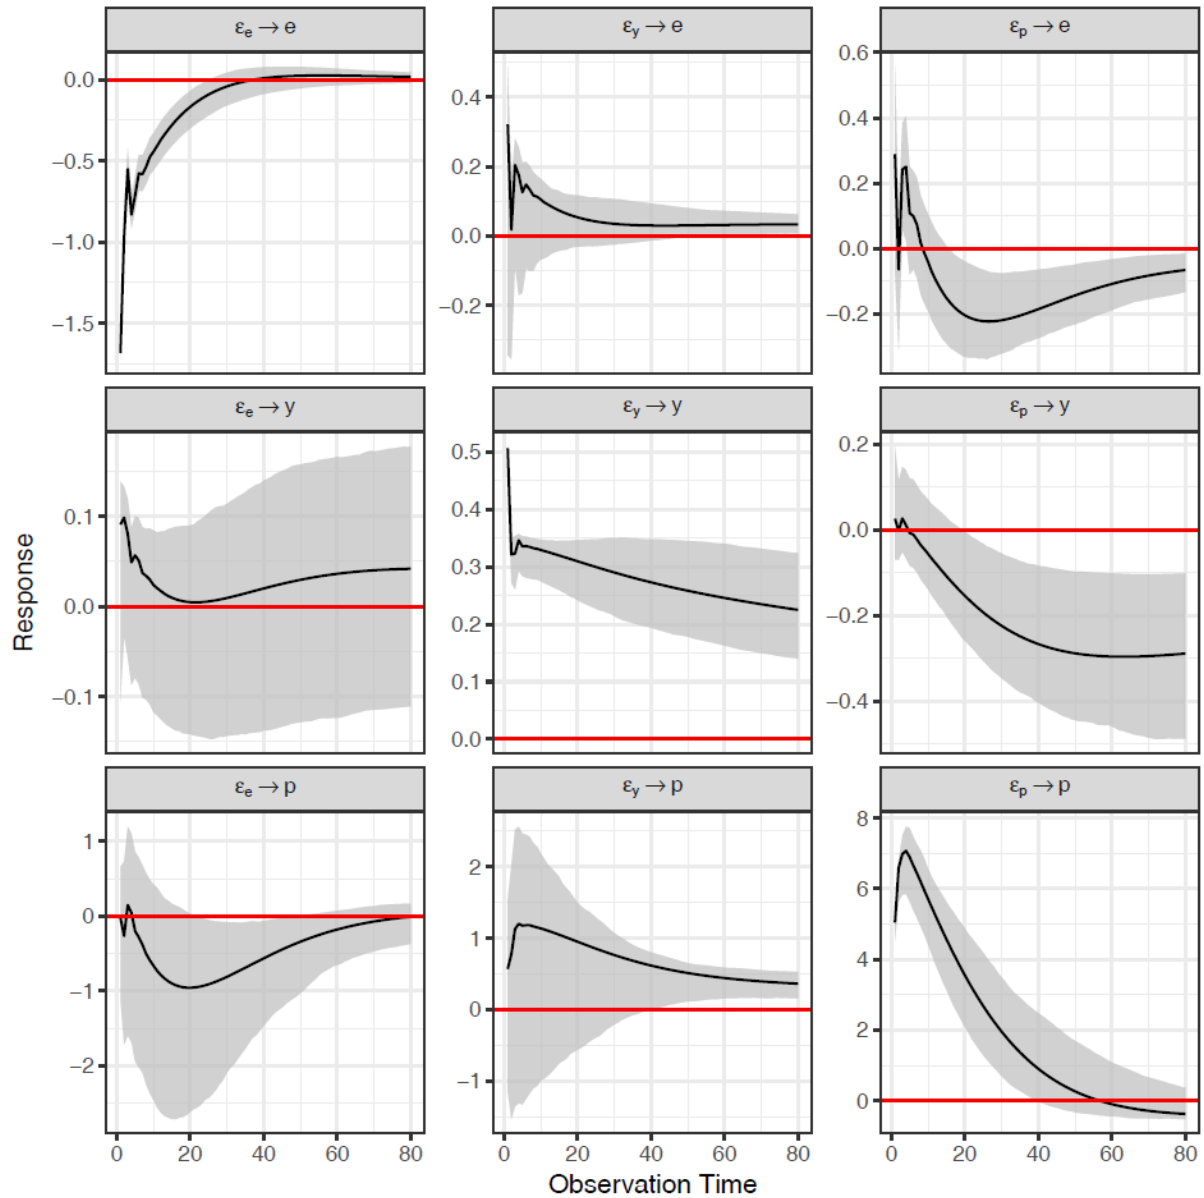 εe → e
εy → e
εp → e
0.0
−0.5
−1.0
−1.5
0.4
0.2
0.0
−0.2
0.6
0.4
0.2
0.0
−0.2
εe → y
εy → y
εp → y
0.1
0.0
−0.1
0.5
0.4
0.3
0.2
0.1
0.0
0.2
0.0
−0.2
−0.4
Response
εe → p
εy → p
εp → p
1
0
−1
−2
2
1
0
−1
8
6
4
2
0
0 20 40 60 80
0 20 40 60 80
0 20 40 60 80
Observation Time